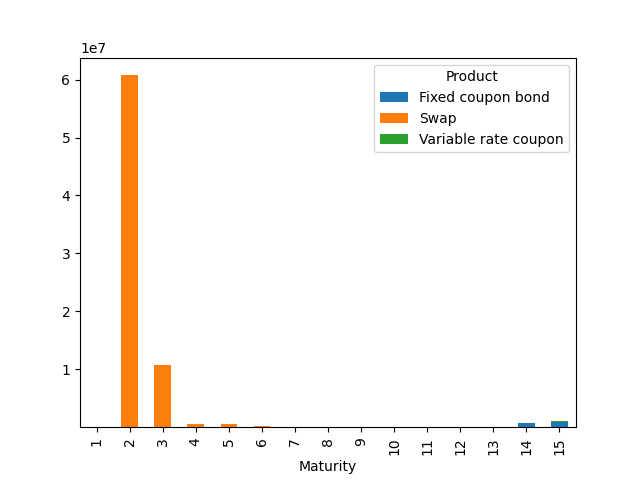 1e7
6
5
4
3
2
1
Product
Fixed coupon bond
Swap
Variable rate coupon
1 2 3 4 5 6 7 8 9 10 11 12 13 14 15
Maturity